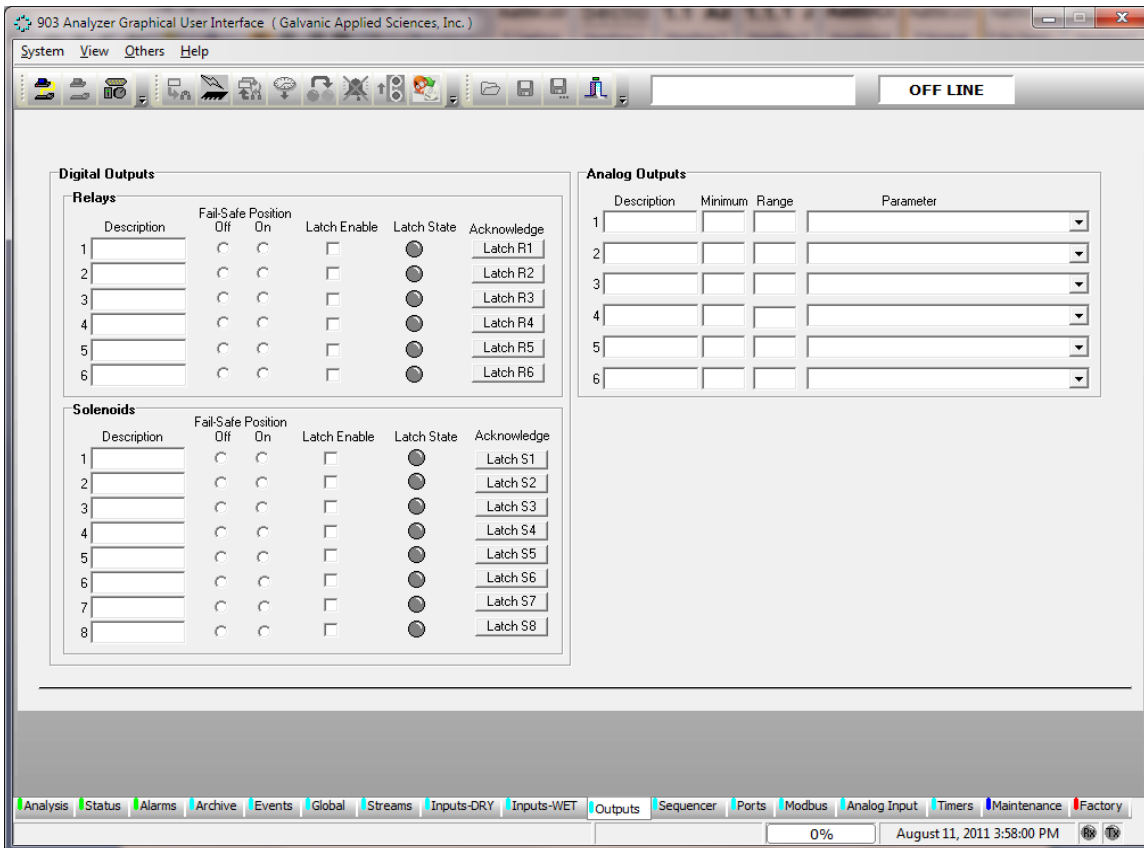 903 Analyzer Graphical User Interface ( Galvanic Applied Sciences, Inc. )
System View Others Help
OFF LINE
Digital Outputs
Relays
Fail-Safe Position
Description Off On Latch Enable Latch State Acknowledge
1 Latch R1
2 Latch R2
3 Latch R3
4 Latch R4
5 Latch R5
6 Latch R6
Solenoids
Fail-Safe Position
Description Off On Latch Enable Latch State Acknowledge
1 Latch S1
2 Latch S2
3 Latch S3
4 Latch S4
5 Latch S5
6 Latch S6
7 Latch S7
8 Latch S8
Analog Outputs
Description Minimum Range Parameter
1
2
3
4
5
6
Analysis Status Alarms Archive Events Global Streams Inputs-DRY Inputs-WET Outputs Sequencer Ports Modbus Analog Input Timers Maintenance Factory
0% August 11, 2011 3:58:00 PM Rx Tx